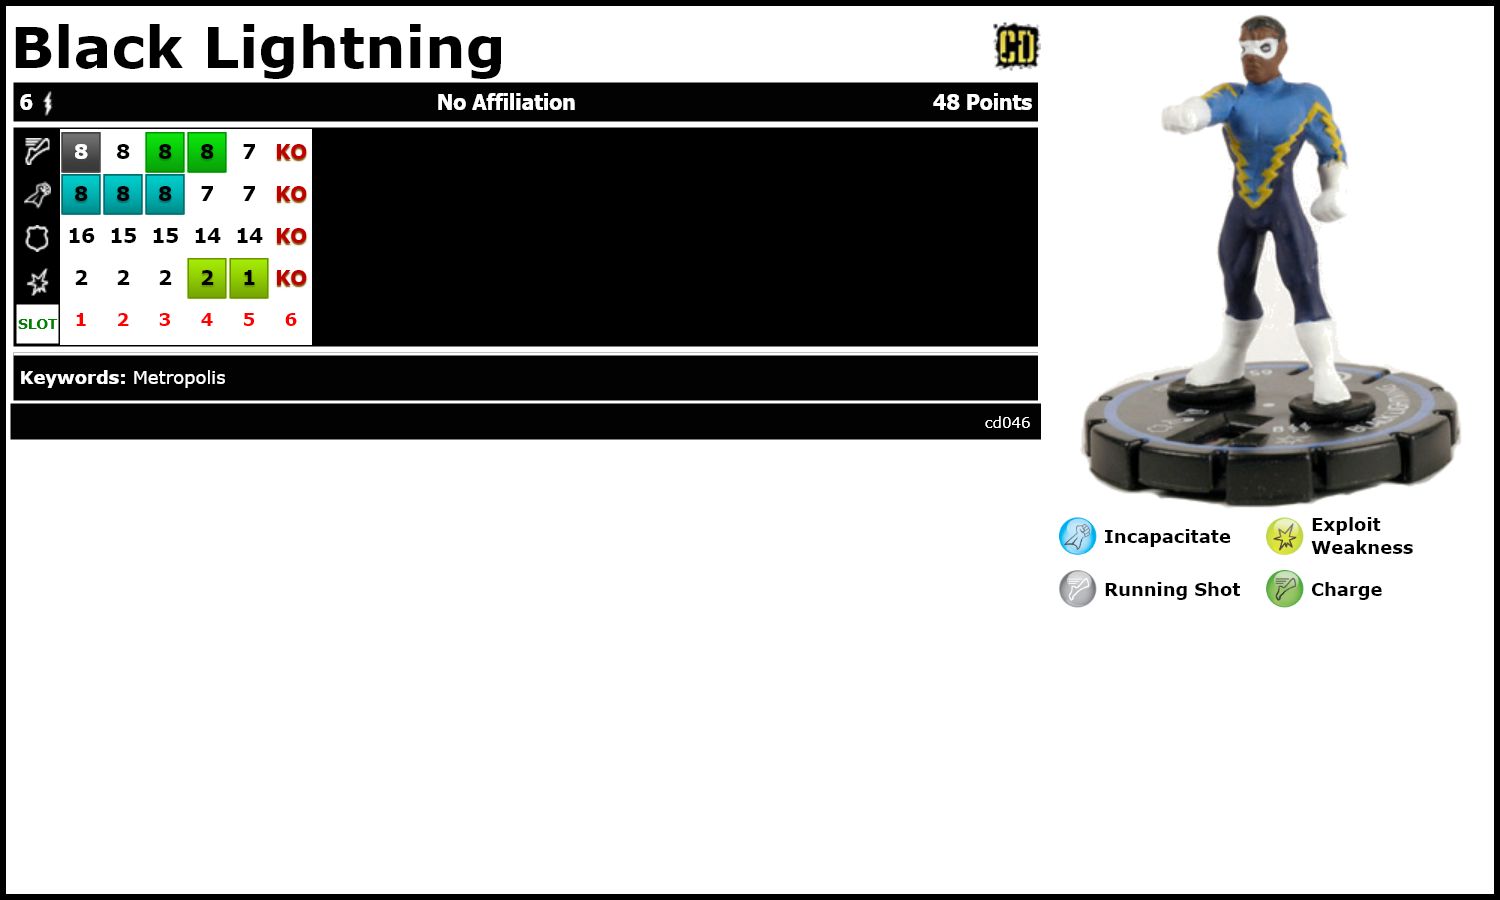 Black Lightning
CD
6 No Affiliation 48 Points
8 8 8 8 7 KO
8 8 8 7 7 KO
16 15 15 14 14 KO
2 2 2 2 1 KO
SLOT 1 2 3 4 5 6
Keywords: Metropolis
cd046
Incapacitate
Exploit
Weakness
Running Shot
Charge